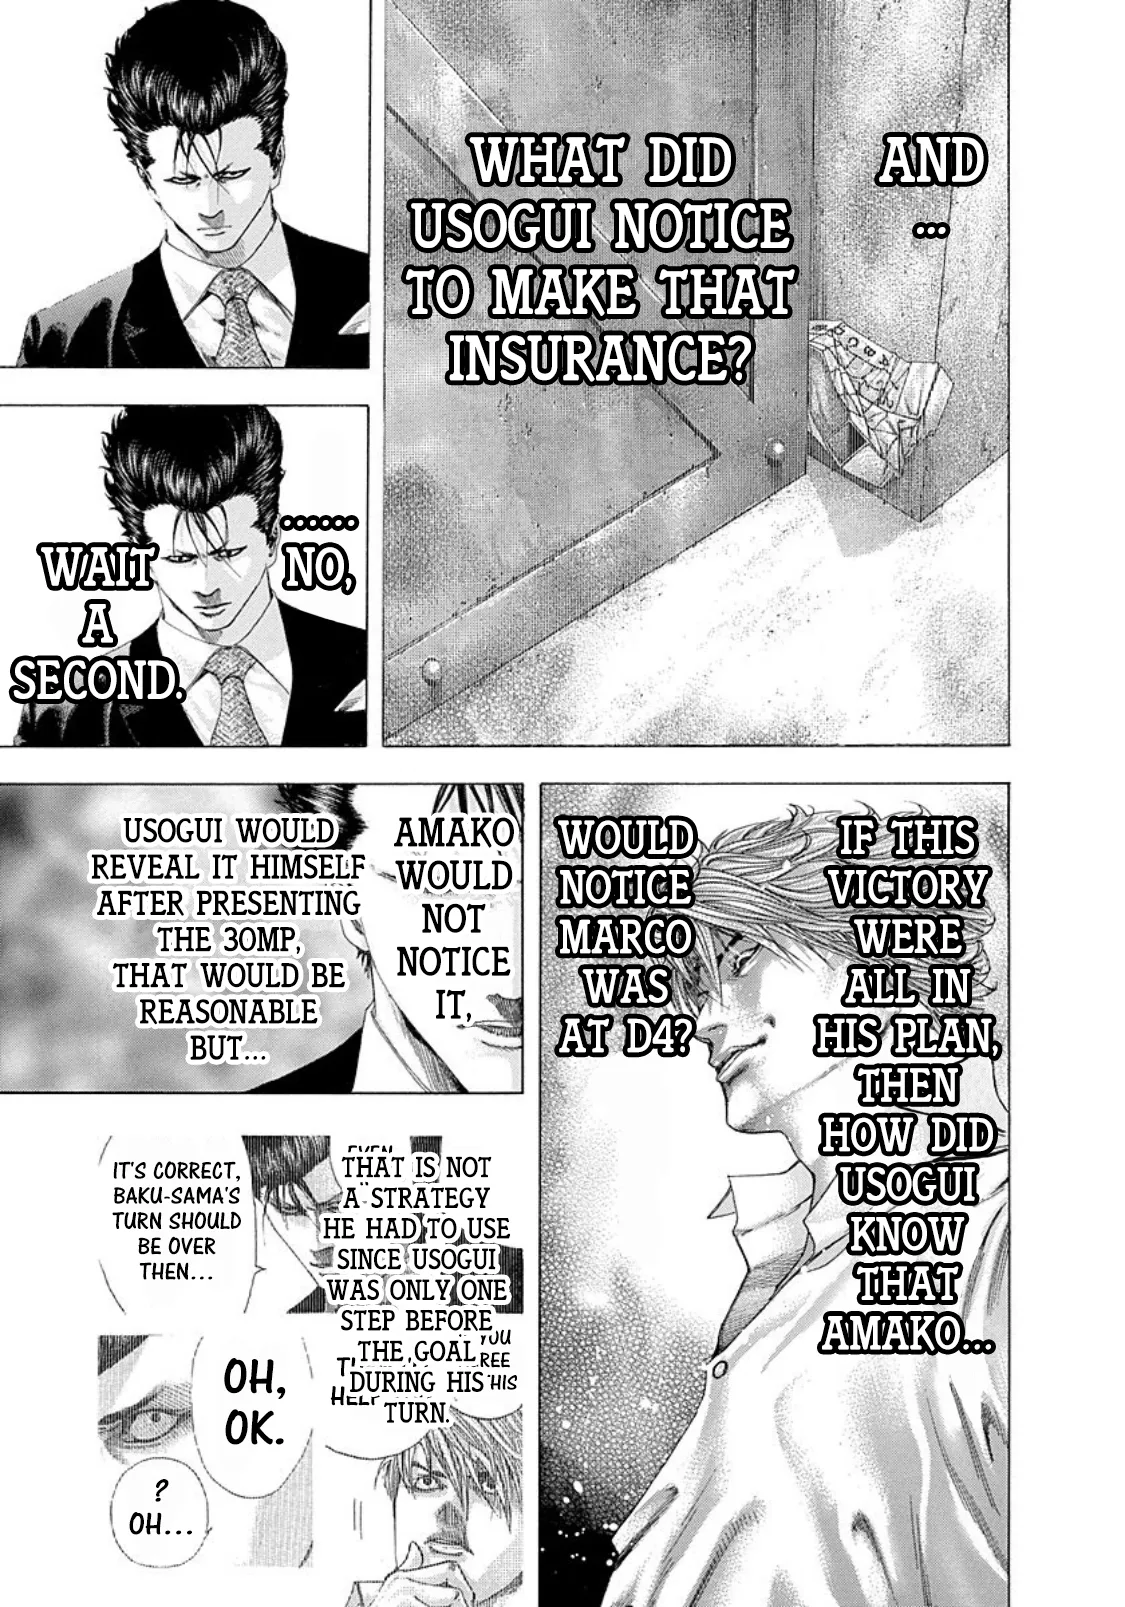 AND
...
WHAT DID
USOGUI NOTICE
TO MAKE THAT
INSURANCE?
......
NO,
WAIT
A
SECOND.
IF THIS
VICTORY
WERE
ALL IN
HIS PLAN,
THEN
HOW DID
USOGUI
KNOW
THAT
AMAKO...
WOULD
NOTICE
MARCO
WAS
AT D4?
AMAKO
WOULD
NOT
NOTICE
IT,
USOGUI WOULD
REVEAL IT HIMSELF
AFTER PRESENTING
THE 30MP,
THAT WOULD BE
REASONABLE
BUT...
THAT IS NOT
A STRATEGY
HE HAD TO USE
SINCE USOGUI
WAS ONLY ONE
STEP BEFORE
THE GOAL
DURING HIS
TURN.
EVEN
YOU
IT'S CORRECT,
BAKU-SAMA'S
TURN SHOULD
BE OVER
THEN...
OH,
OK.
?
OH...